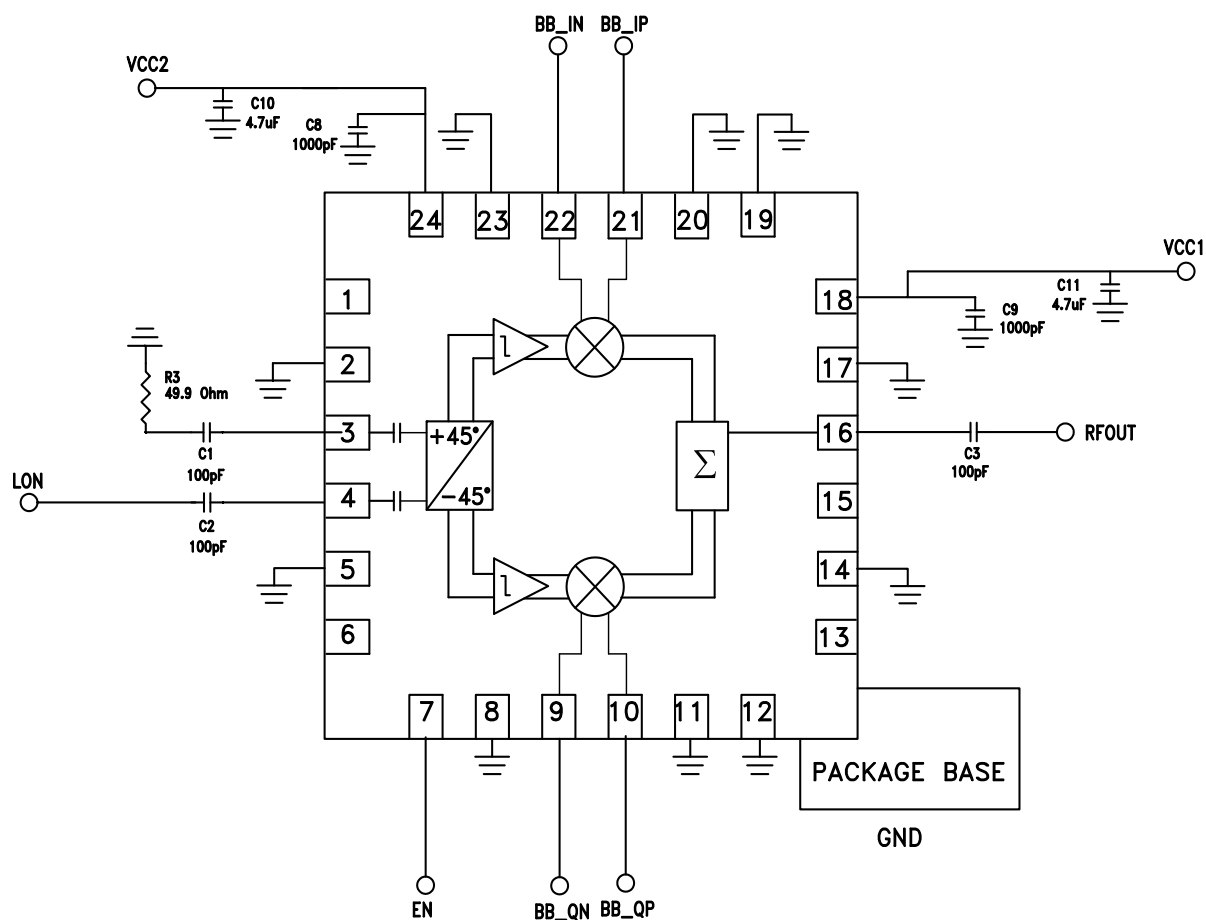 BB_IN
BB_IP
VCC2
C10
4.7uF
C8
1000pF
24
23
22
21
20
19
VCC1
1
18
C11
4.7uF
C9
1000pF
2
17
R3
49.9 Ohm
3
+45°
-45°
Σ
16
RFOUT
C1
100pF
C3
100pF
LON
4
15
C2
100pF
5
14
6
13
7
8
9
10
11
12
PACKAGE BASE
GND
EN
BB_QN
BB_QP